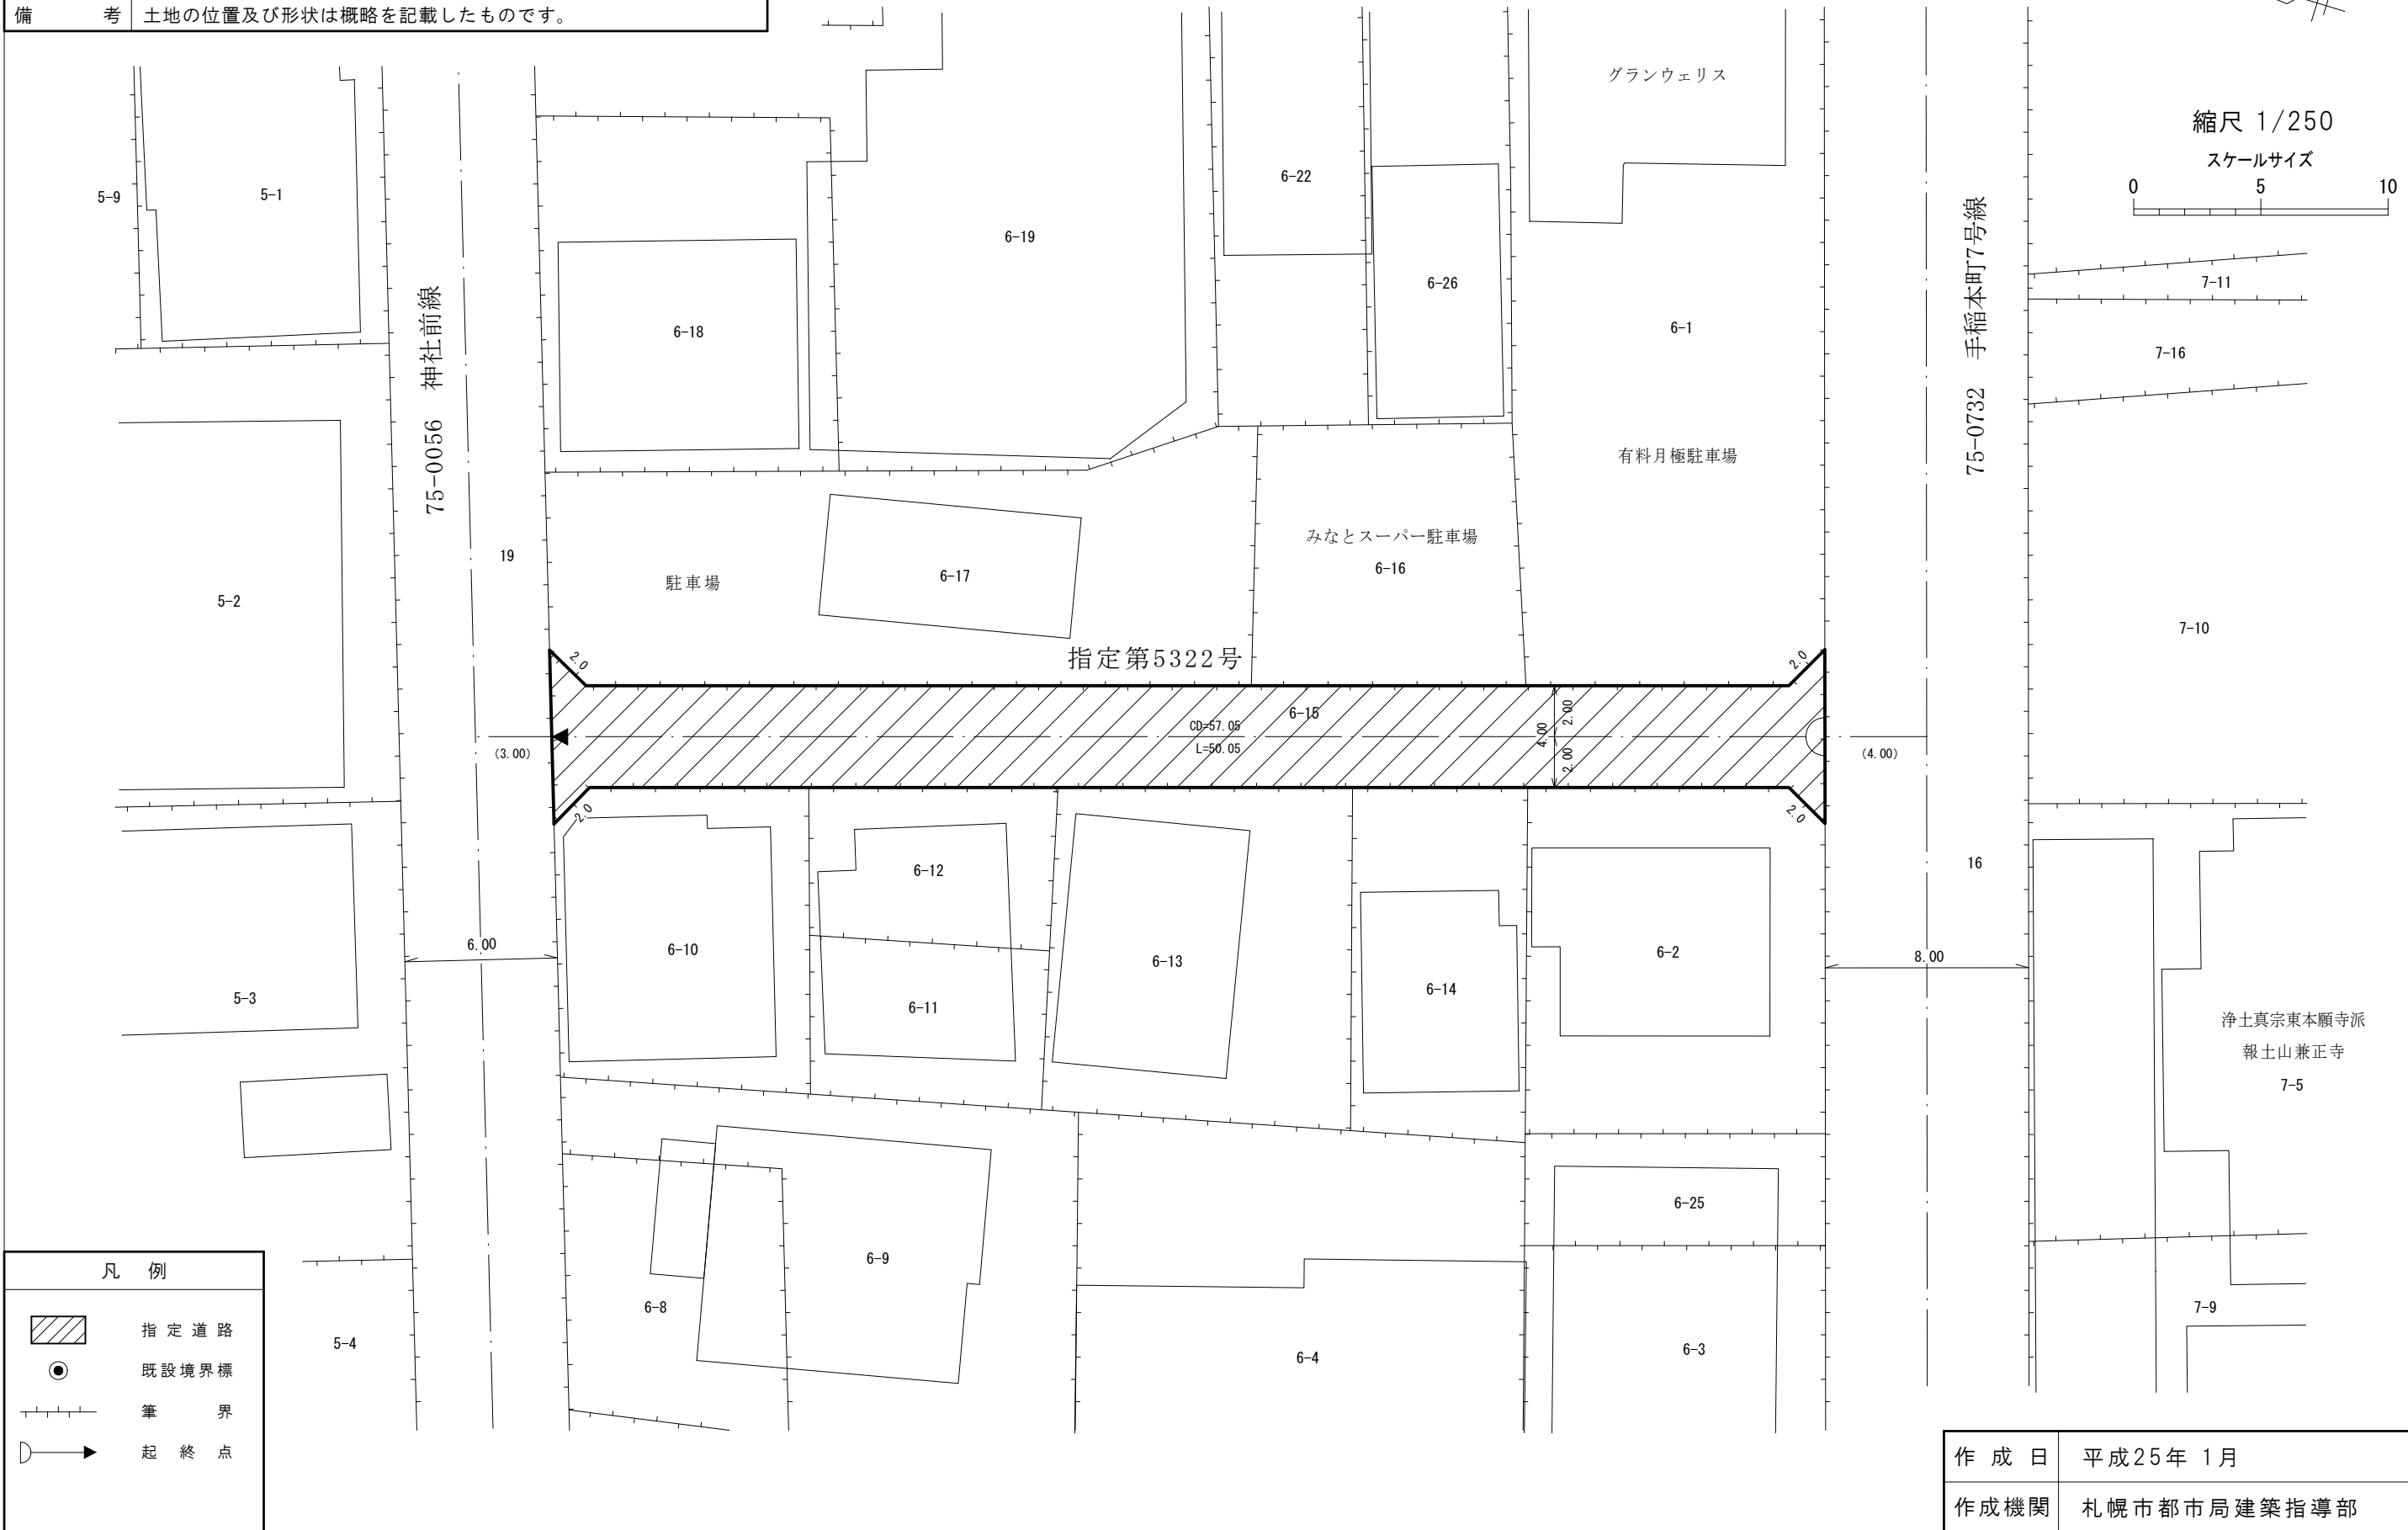 備 考 土地の位置及び形状は概略を記載したものです。
グランウェリス
縮尺 1/250
スケールサイズ
0 5 10
5-9
5-1
6-22
6-19
6-26
6-18
6-1
7-11
7-16
75-0056 神社前線
75-0732 手稲本町7号線
有料月極駐車場
みなとスーパー駐車場
6-16
19
駐車場
6-17
5-2
7-10
指定第5322号
2.0
2.0
6-15
CD=57.05
L=50.05
4.00
2.00
2.00
(3.00)
(4.00)
2.0
2.0
16
6-12
6-10
6-13
6-2
6.00
8.00
6-14
5-3
6-11
浄土真宗東本願寺派
報土山兼正寺
7-5
6-25
6-9
6-8
7-9
5-4
6-4
6-3
凡 例
指定道路
既設境界標
筆 界
起終点
作成日 平成25年 1月
作成機関 札幌市都市局建築指導部